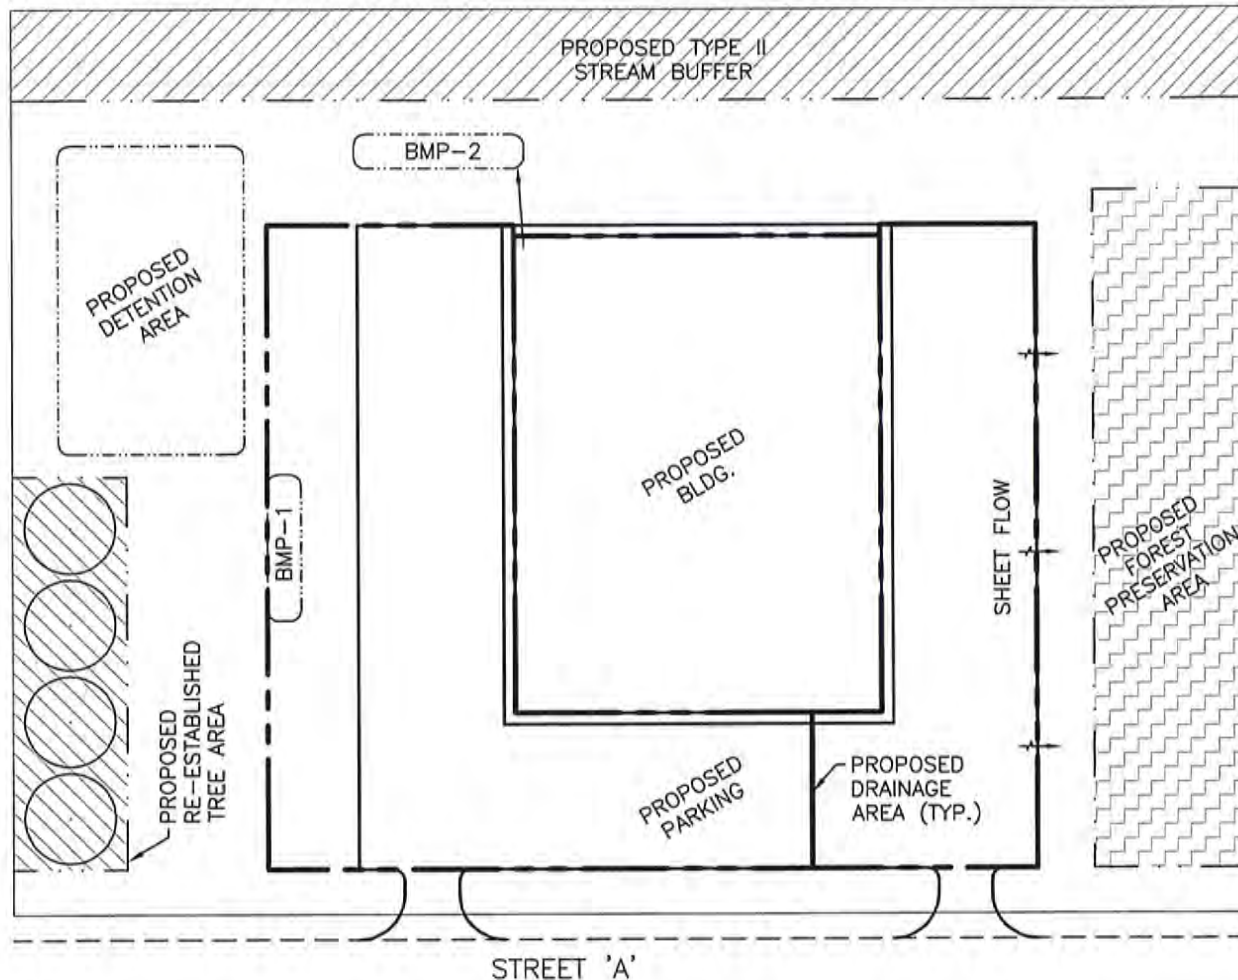 PROPOSED TYPE II
STREAM BUFFER
BMP-2
PROPOSED
DETENTION
AREA
PROPOSED
BLDG.
BMP-1
SHEET FLOW
PROPOSED
FOREST
PRESERVATION
AREA
PROPOSED
RE-ESTABLISHED
TREE AREA
PROPOSED
PARKING
PROPOSED
DRAINAGE
AREA (TYP.)
STREET 'A'